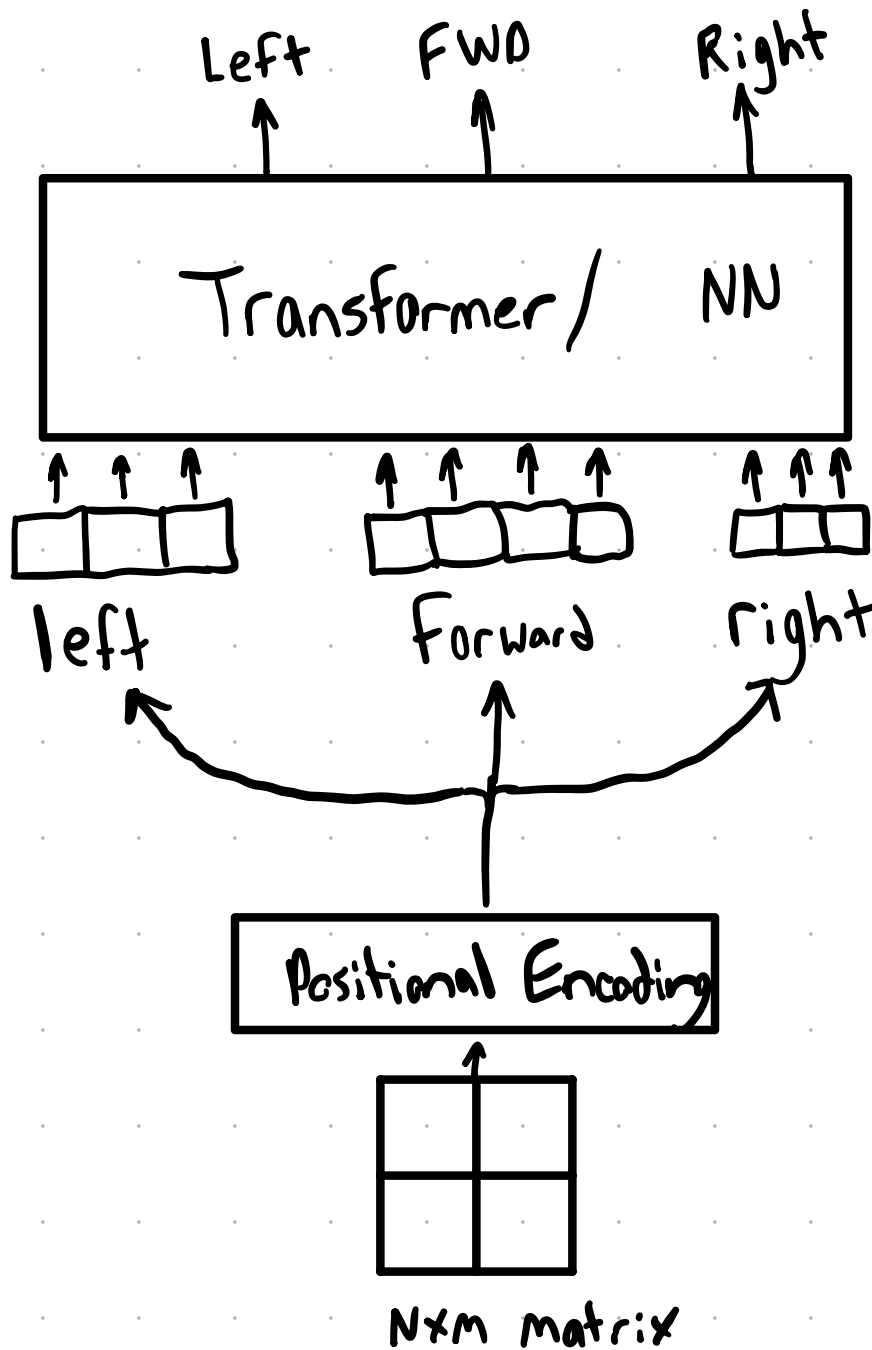 Left FWD Right
Transformer/ NN
left Forward right
Positional Encoding
NxM matrix